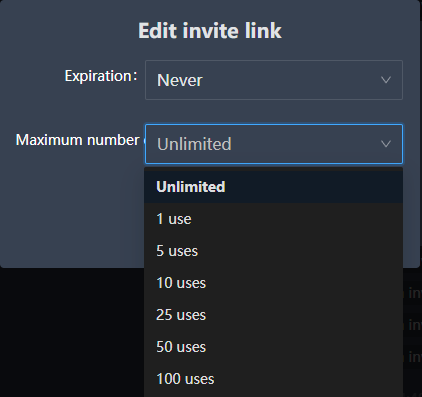 Edit invite link
Expiration:
Never
Maximum number
Unlimited
Unlimited
1 use
5 uses
10 uses
25 uses
50 uses
100 uses